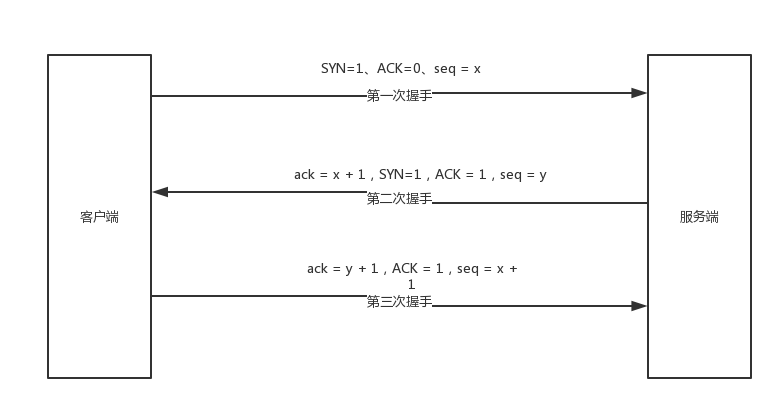 SYN=1、ACK=0、seq = x
第一次握手
ack = x + 1 , SYN=1 , ACK = 1 , seq = y
第二次握手
客户端
服务端
ack = y + 1 , ACK = 1 , seq = x +
1
第三次握手